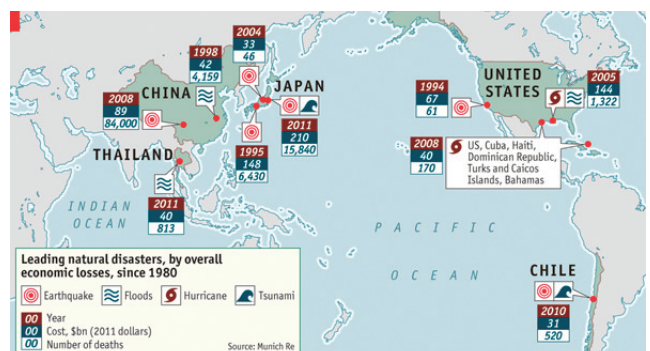 2004
33
46
1998
42
4,159
CHINA
JAPAN
2008
89
84,000
THAILAND
2011
210
15,840
1995
148
6,430
2011
40
813
INDIAN
OCEAN
UNITED
STATES
2005
144
1,322
1994
67
61
2008
40
170
US, Cuba, Haiti,
Dominican Republic,
Turks and Caicos
Islands, Bahamas
PACIFIC
OCEAN
CHILE
2010
31
520
Leading natural disasters, by overall
economic losses, since 1980
Earthquake Floods Hurricane Tsunami
00 Year
00 Cost, $bn (2011 dollars)
00 Number of deaths
Source: Munich Re